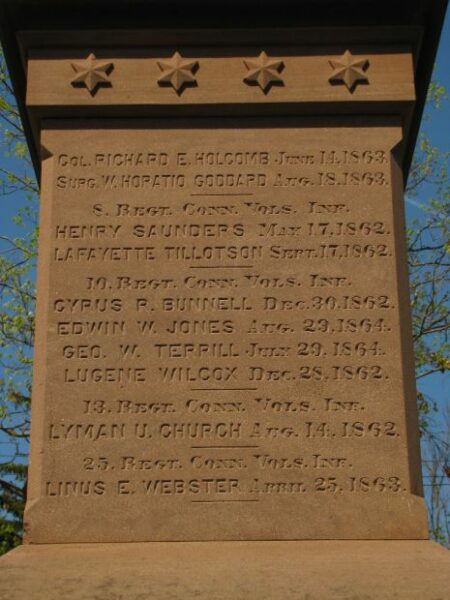 COL. RICHARD E. HOLCOMB JUNE 14, 1863.
SURG. W. HORATIO GODDARD AUG. 18, 1863.
8. REGT. CONN. VOLS. INF.
HENRY SAUNDERS MAY 17, 1862.
LAFAYETTE TILLOTSON SEPT. 17, 1862.
10. REGT. CONN. VOLS. INF.
CYRUS R. BUNNELL DEC. 30, 1862.
EDWIN W. JONES AUG. 29, 1864.
GEO. W. TERRILL JULY 29, 1864.
LUGENE WILCOX DEC. 28, 1862.
13. REGT. CONN. VOLS. INF.
LYMAN U. CHURCH AUG. 14, 1862.
25. REGT. CONN. VOLS. INF.
LINUS E. WEBSTER APRIL 25, 1863.